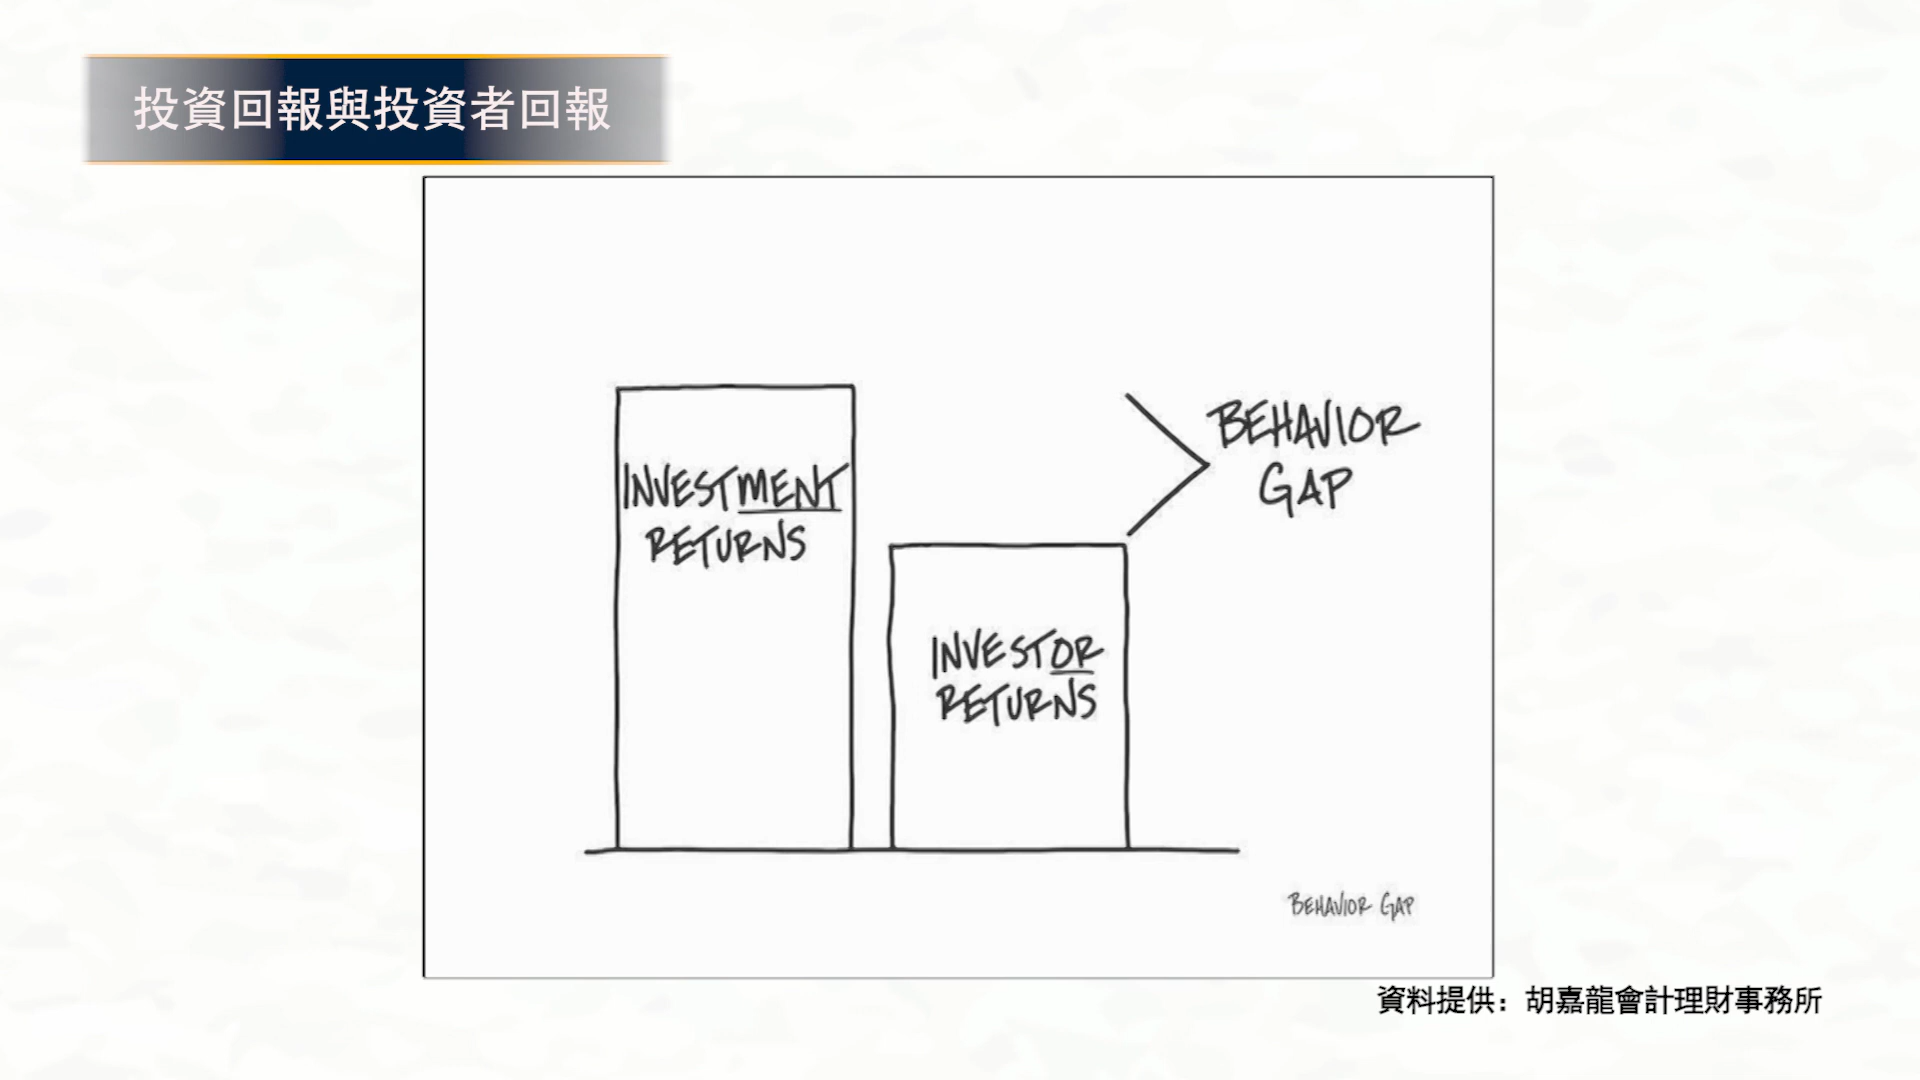 投資回報與投資者回報
INVESTMENT
RETURNS
BEHAVIOR
GAP
INVESTOR
RETURNS
BEHAVIOR GAP
資料提供：胡嘉龍會計理財事務所